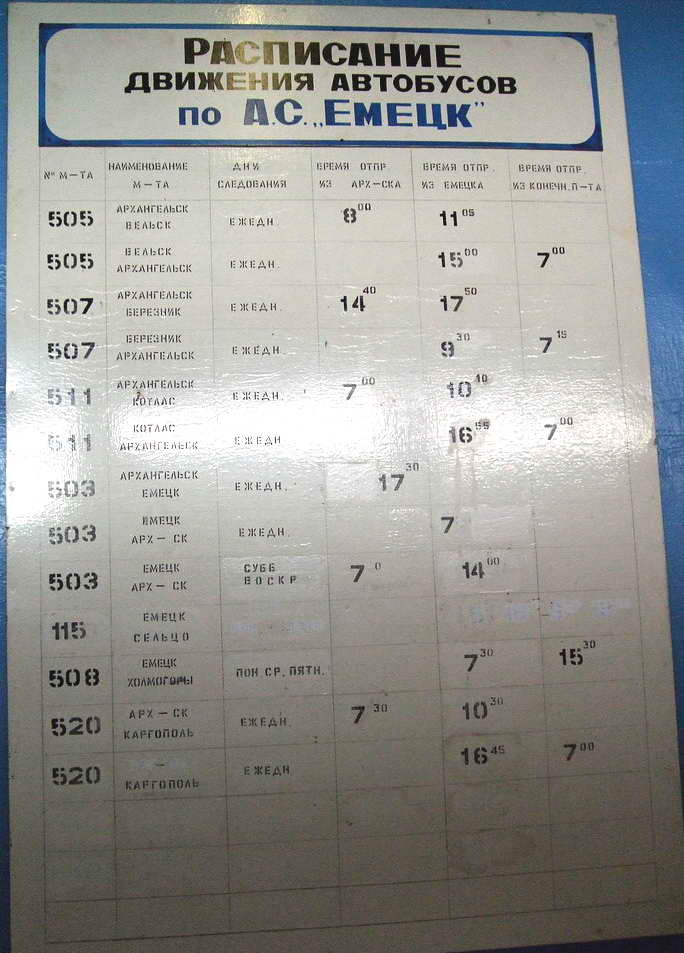 РАСПИСАНИЕ
ДВИЖЕНИЯ АВТОБУСОВ
ПО А.С. „ЕМЕЦК"
№ М—ТА НАИМЕНОВАНИЕ М—ТА ДНИ СЛЕДОВАНИЯ ВРЕМЯ ОТПР. ИЗ АРХ-СКА ВРЕМЯ ОТПР. ИЗ ЕМЕЦКА ВРЕМЯ ОТПР. ИЗ КОНЕЧН.П-ТА
505 АРХАНГЕЛЬСК ВЕЛЬСК ЕЖЕДН. 8 00 11 05
505 ВЕЛЬСК АРХАНГЕЛЬСК ЕЖЕДН. 15 00 7 00
507 АРХАНГЕЛЬСК БЕРЕЗНИК ЕЖЕДН. 14 40 17 50
507 БЕРЕЗНИК АРХАНГЕЛЬСК ЕЖЕДН. 9 30 7 15
511 АРХАНГЕЛЬСК КОТЛАС ЕЖЕДН. 7 00 10 10
511 КОТЛАС АРХАНГЕЛЬСК ЕЖЕДН 16 55 7 00
503 АРХАНГЕЛЬСК ЕМЕЦК ЕЖЕДН. 17 30
503 ЕМЕЦК АРХ—СК ЕЖЕДН. 7
503 ЕМЕЦК АРХ—СК СУББ ВОСКР 7 0 14 00
115 ЕМЕЦК СЕЛЬЦО
508 ЕМЕЦК ХОЛМОГОРЫ ПОН СР. ПЯТН. 7 30 15 30
520 АРХ—СК КАРГОПОЛЬ ЕЖЕДН. 7 30 10 30
520 — КАРГОПОЛЬ ЕЖЕДН 16 45 7 00